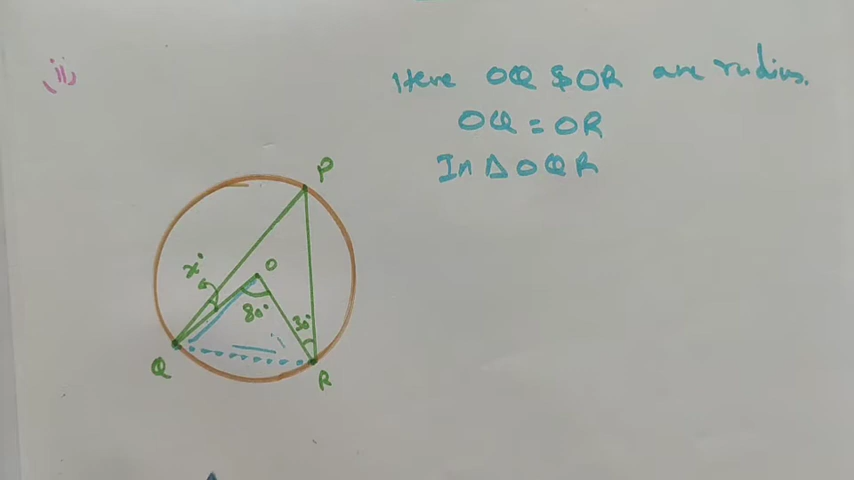 ii)
Here OQ & OR are radius.
OQ = OR
In Δ OQR
P
x°
O
80°
30°
Q
R